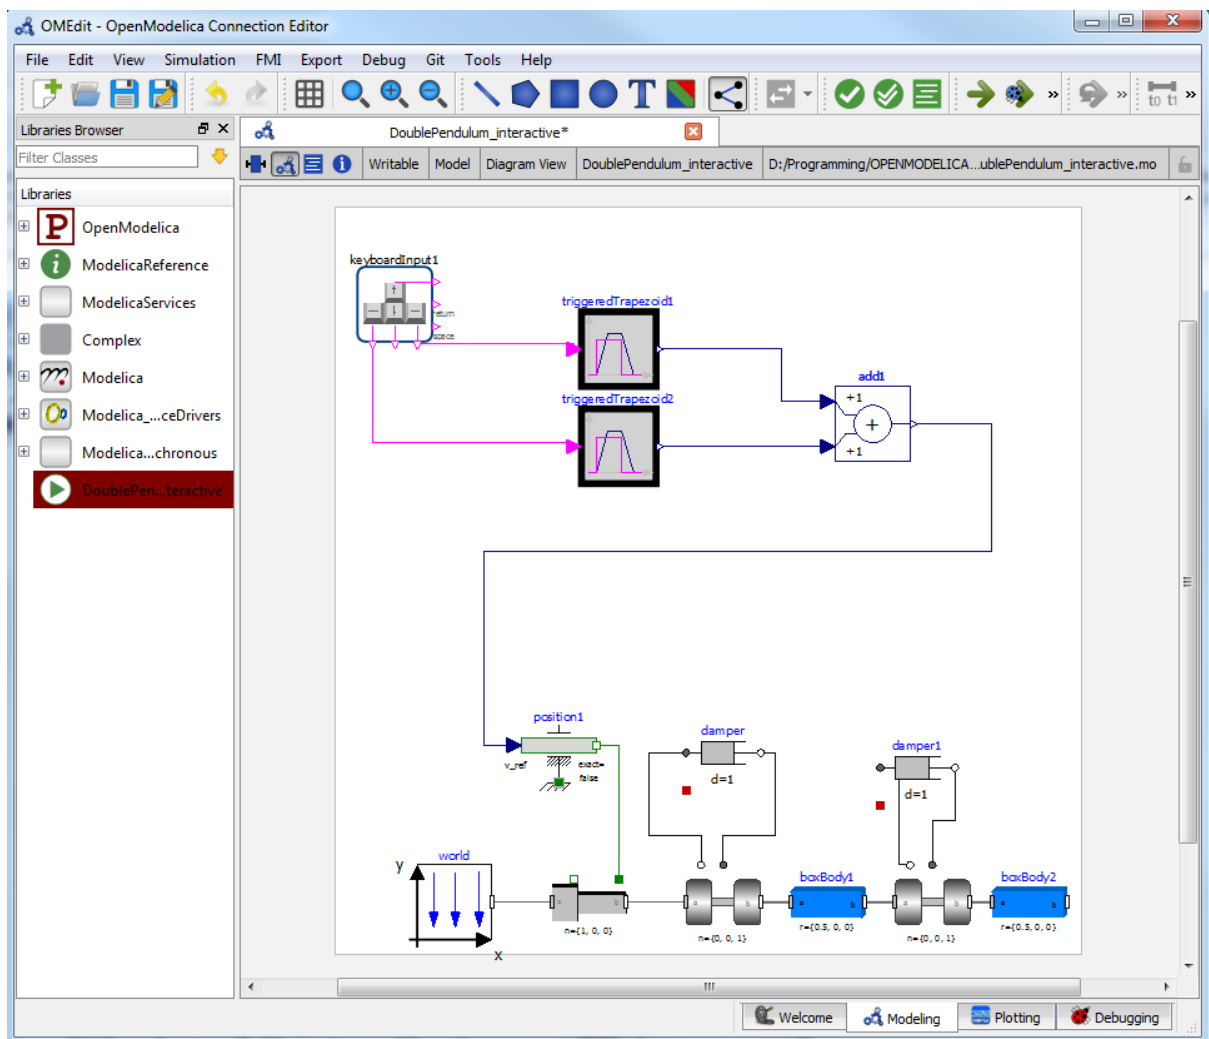 OMEdit - OpenModelica Connection Editor
File Edit View Simulation FMI Export Debug Git Tools Help
T
» » to t1 »
Libraries Browser
DoublePendulum_interactive*
Filter Classes
Writable Model Diagram View DoublePendulum_interactive D:/Programming/OPENMODELICA...ublePendulum_interactive.mo
Libraries
P OpenModelica
i ModelicaReference
ModelicaServices
Complex
Modelica
Modelica_...ceDrivers
Modelica...chronous
DoublePen...teractive
keyboardInput1
return
space
triggeredTrapezoid1
triggeredTrapezoid2
add1
+1
+
+1
position1
v_ref
exact=
false
damper
d=1
damper1
d=1
world
y
x
a b
n={1, 0, 0}
a b
n={0, 0, 1}
boxBody1
a b
r={0.5, 0, 0}
a b
n={0, 0, 1}
boxBody2
a b
r={0.5, 0, 0}
Welcome Modeling Plotting Debugging